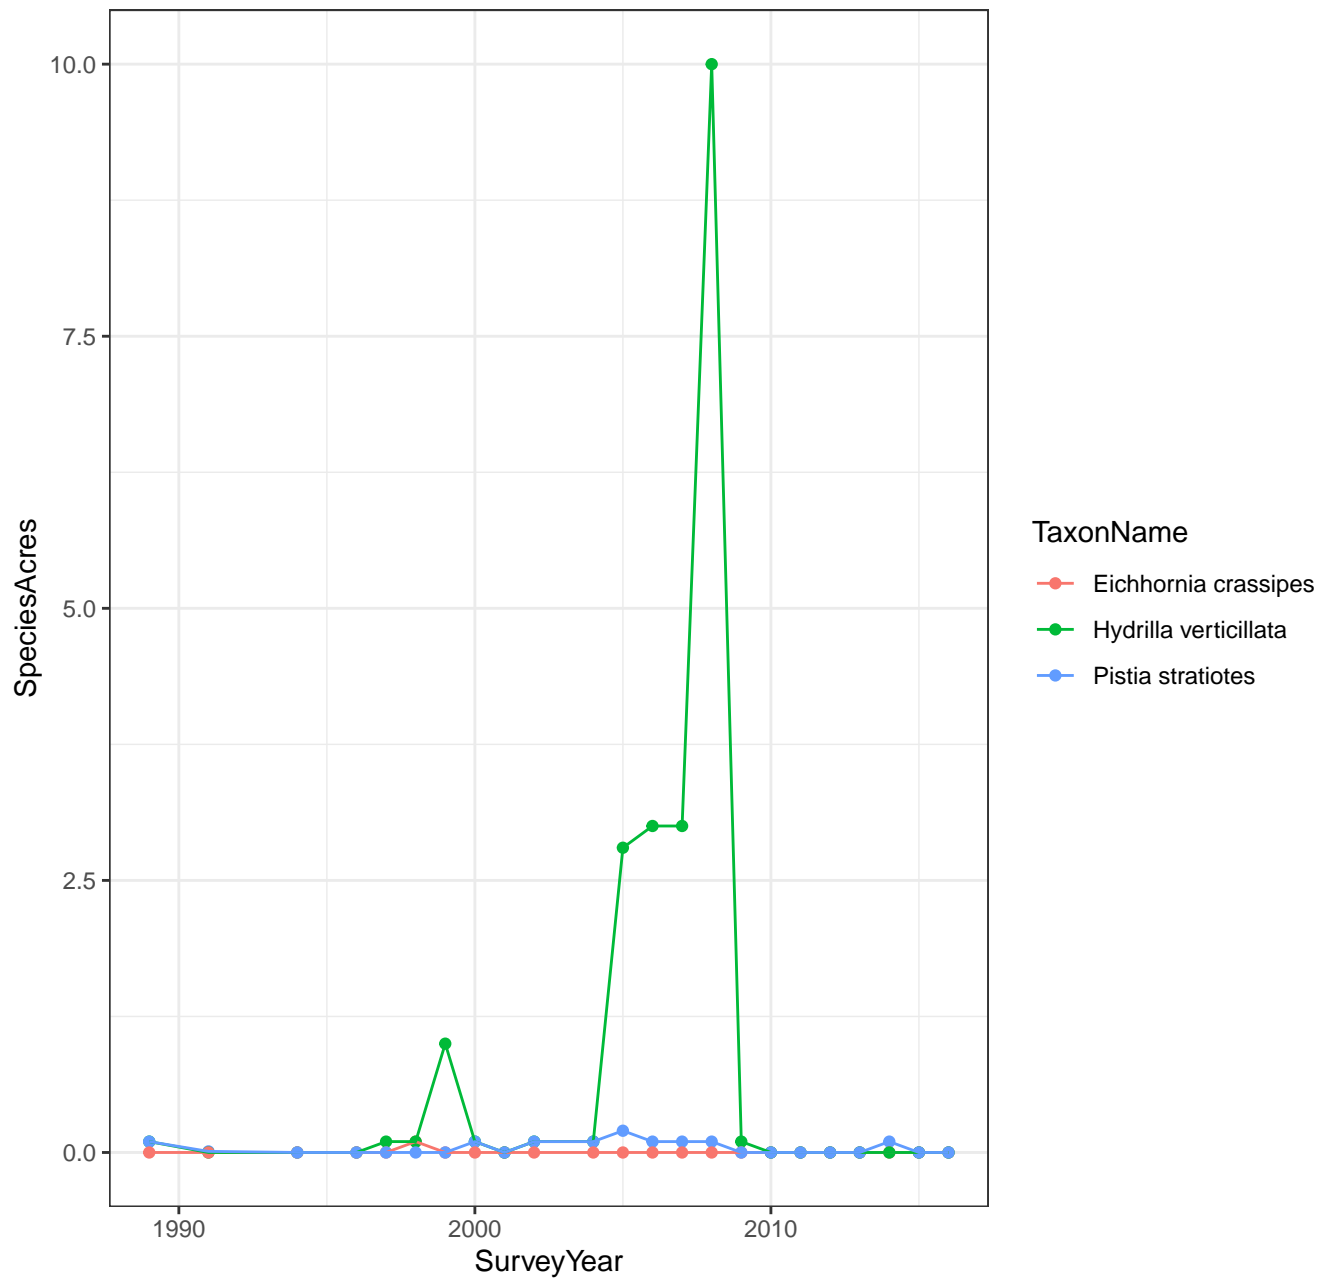 10.0
7.5
5.0
2.5
0.0
SpeciesAcres
1990
2000
2010
SurveyYear
TaxonName
Eichhornia crassipes
Hydrilla verticillata
Pistia stratiotes